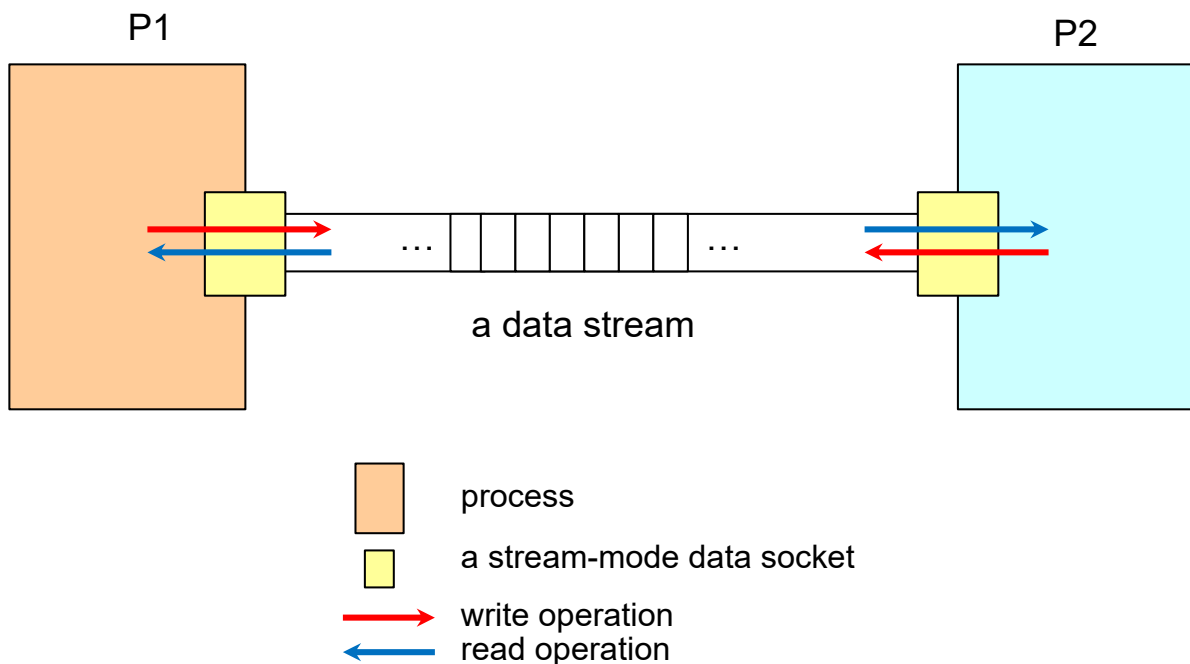 P1
P2
... ...
a data stream
process
a stream-mode data socket
write operation
read operation